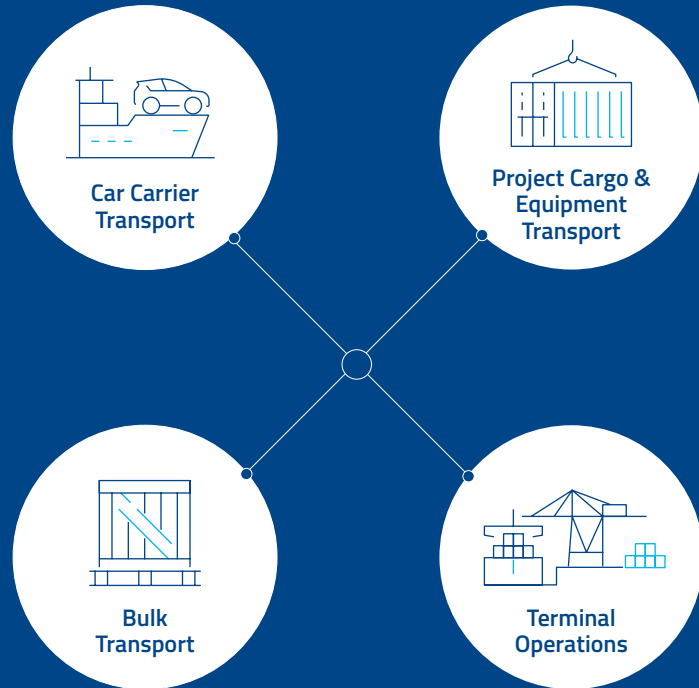 Car Carrier
Transport
Project Cargo &
Equipment
Transport
Bulk
Transport
Terminal
Operations